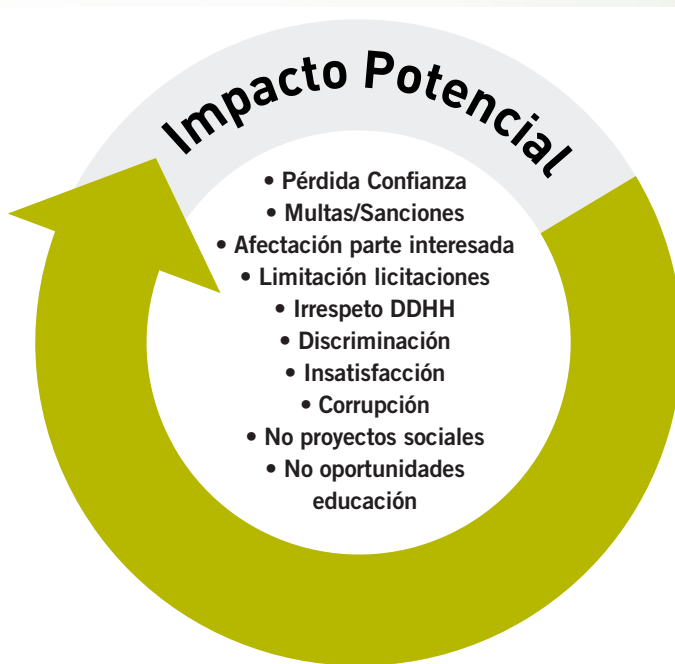 Impacto Potencial
• Pérdida Confianza
• Multas/Sanciones
• Afectación parte interesada
• Limitación licitaciones
• Irrespeto DDHH
• Discriminación
• Insatisfacción
• Corrupción
• No proyectos sociales
• No oportunidades
educación